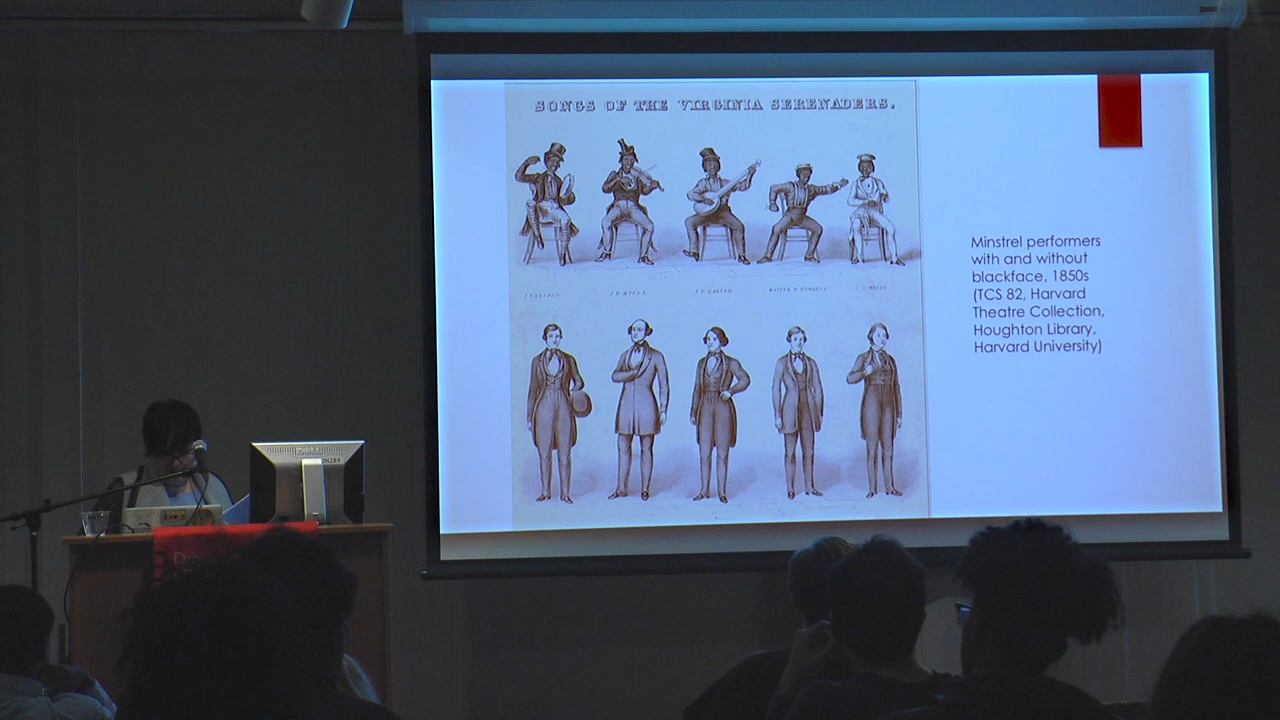 SONGS OF THE VIRGINIA SERENADERS.
J. P. CARTER
Minstrel performers
with and without
blackface, 1850s
(TCS 82, Harvard
Theatre Collection,
Houghton Library,
Harvard University)